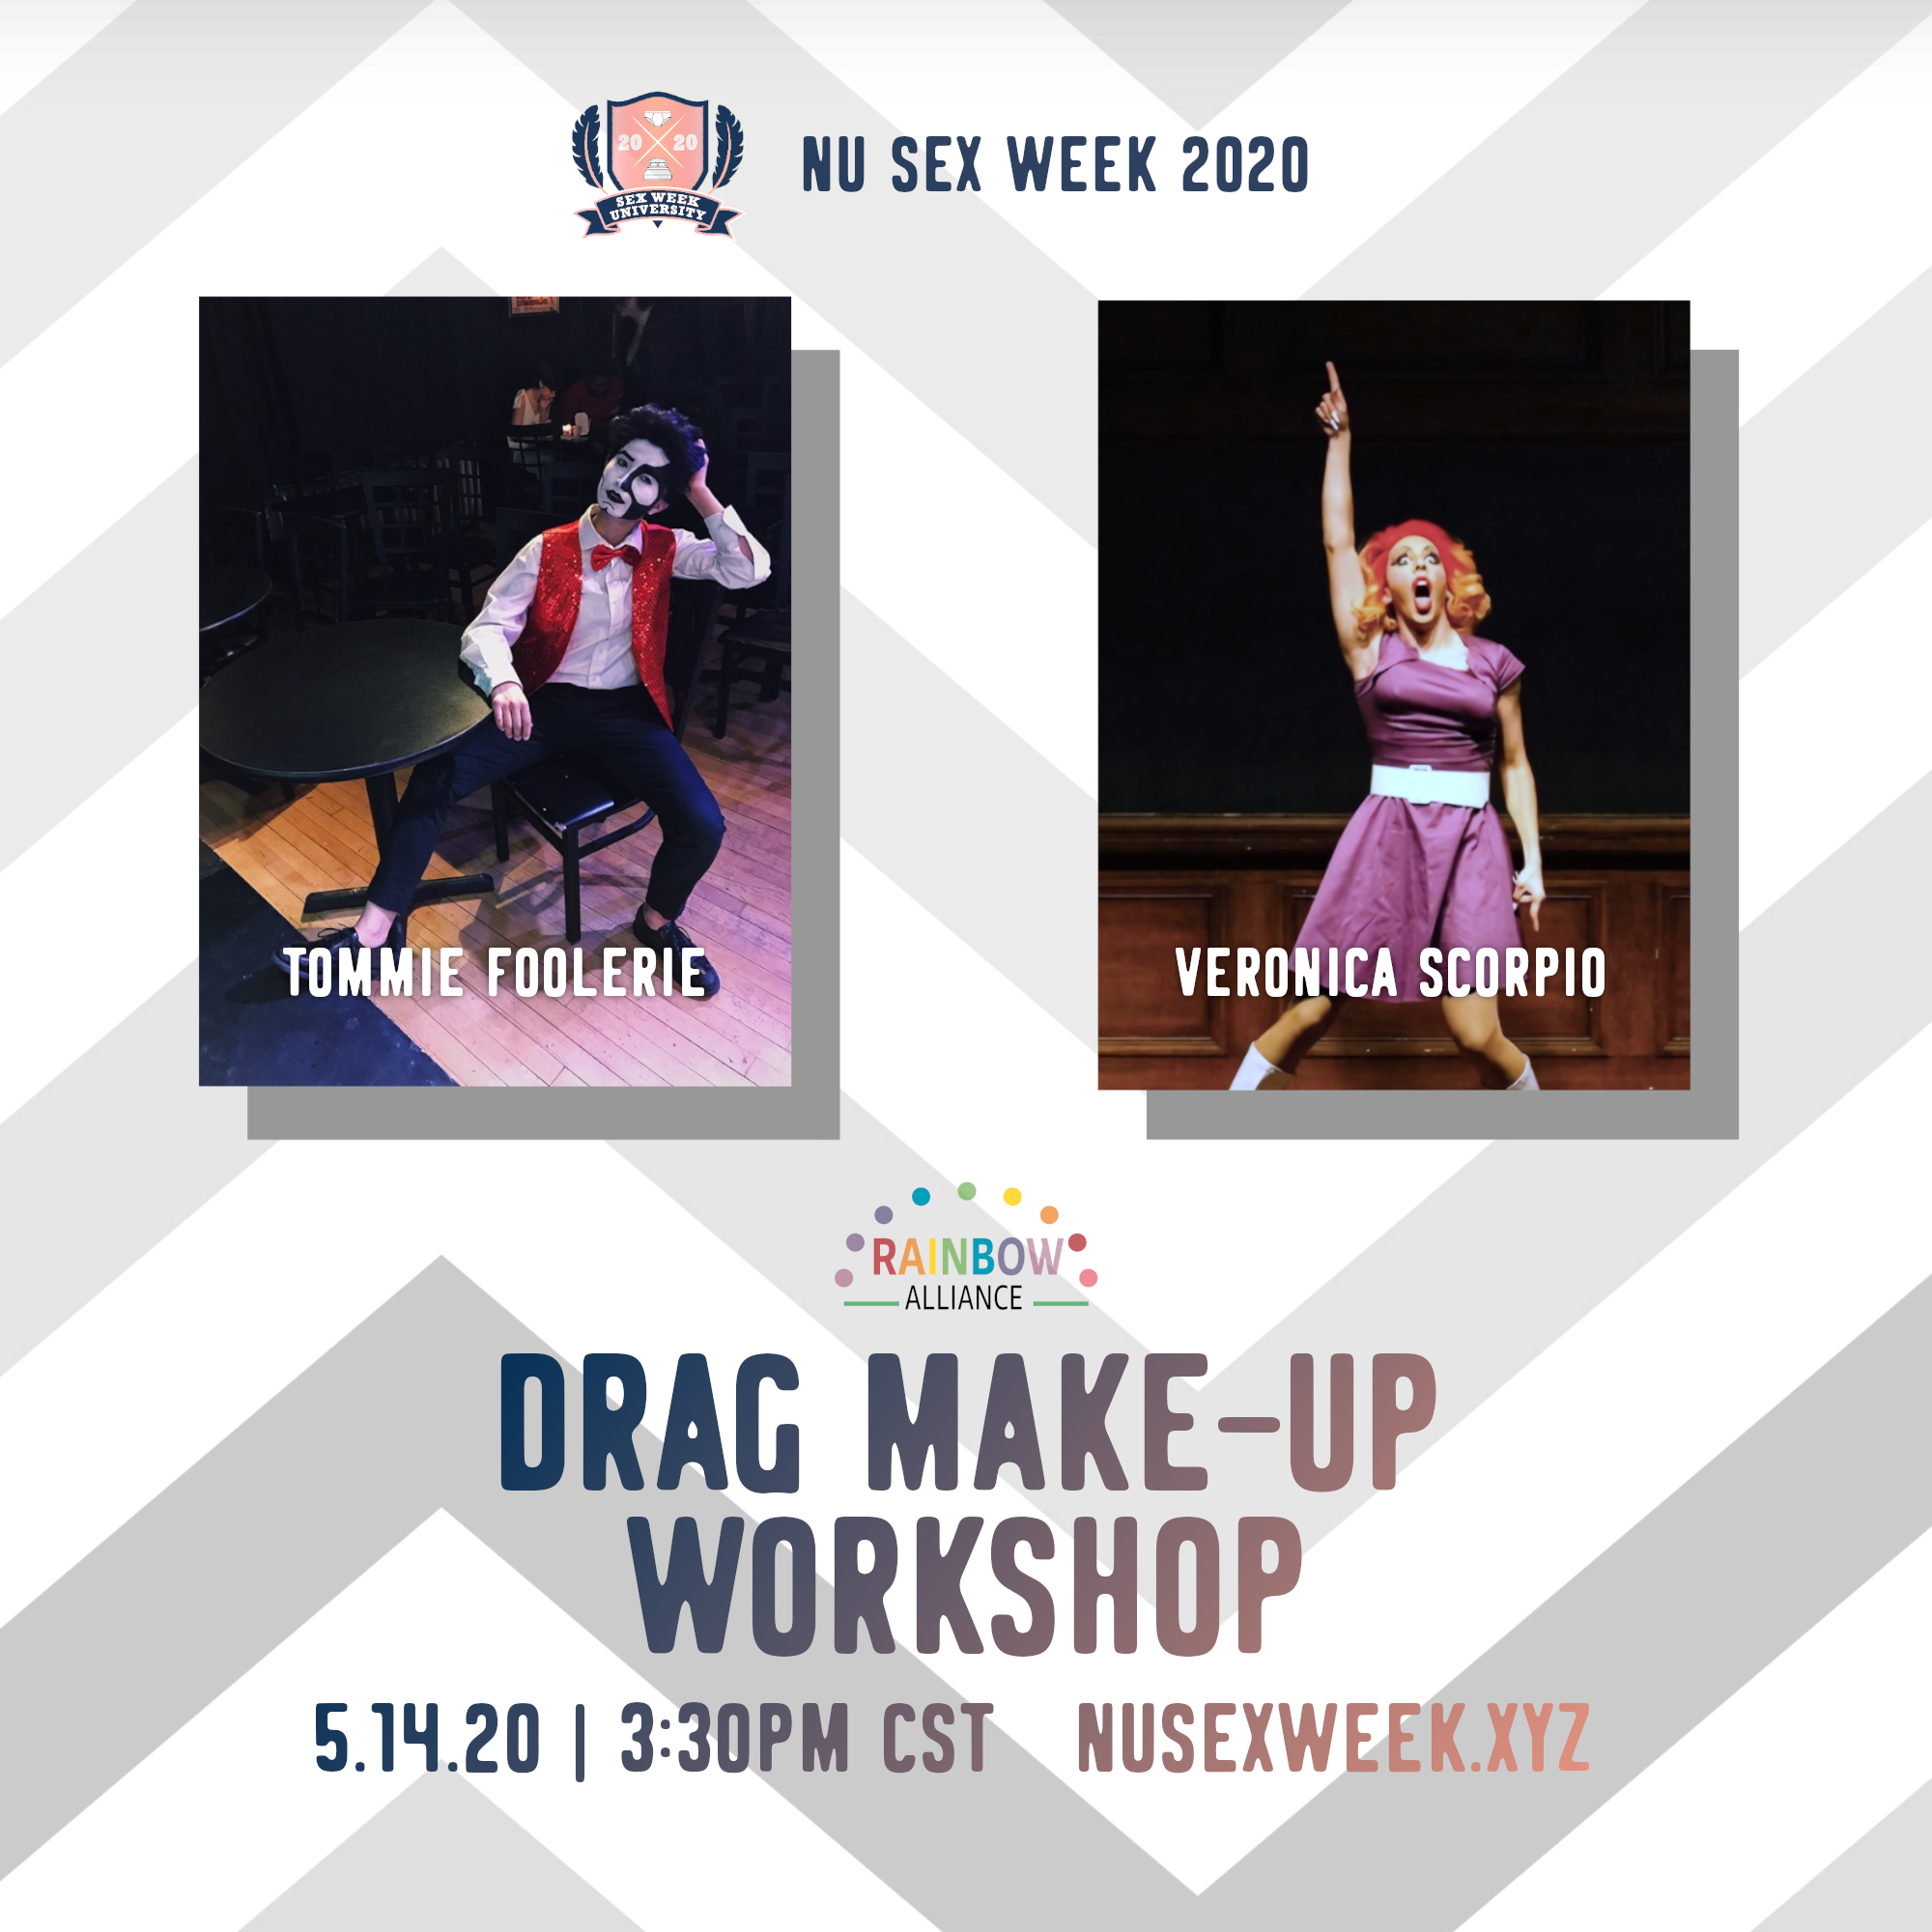 20 20
SEX WEEK
UNIVERSITY
NU SEX WEEK 2020
TOMMIE FOOLERIE
VERONICA SCORPIO
RAINBOW
ALLIANCE
DRAG MAKE-UP
WORKSHOP
5.14.20 | 3:30PM CST NUSEXWEEK.XYZ